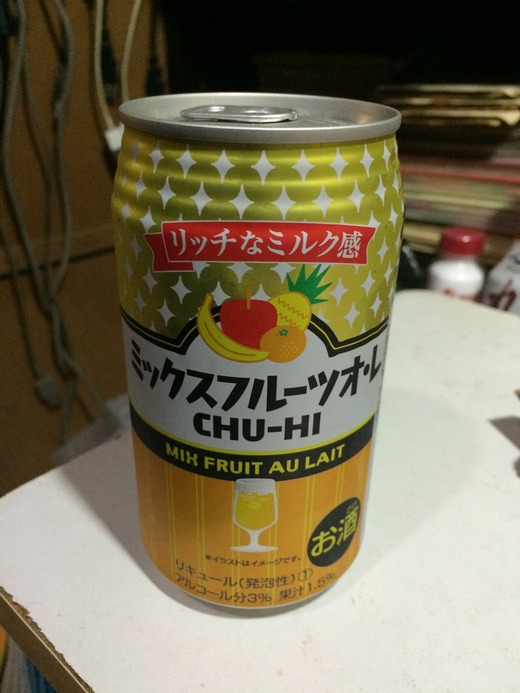 リッチなミルク感
ミックスフルーツオ・L
CHU-HI
MIX FRUIT AU LAIT
※イラストはイメージです。
お酒
リキュール(発泡性)①
アルコール分3% 果汁1.5%